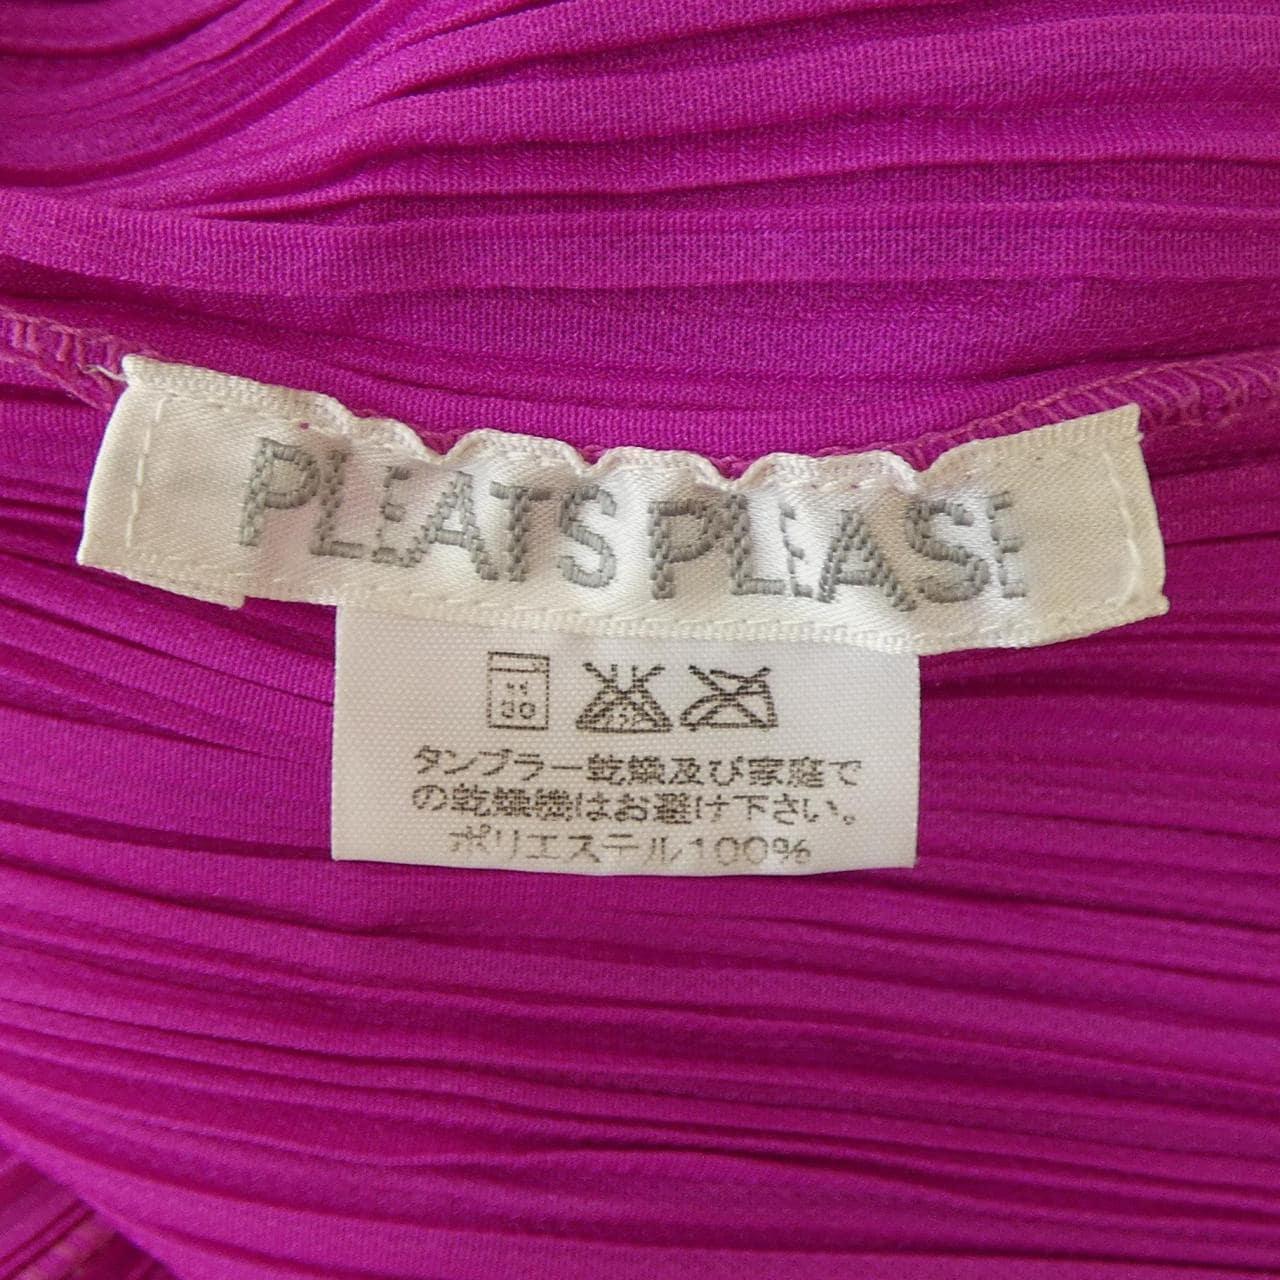 PLEATS PLEASE
30
タンブラー乾燥及び家庭で
の乾燥機はお避け下さい。
ポリエステル100%